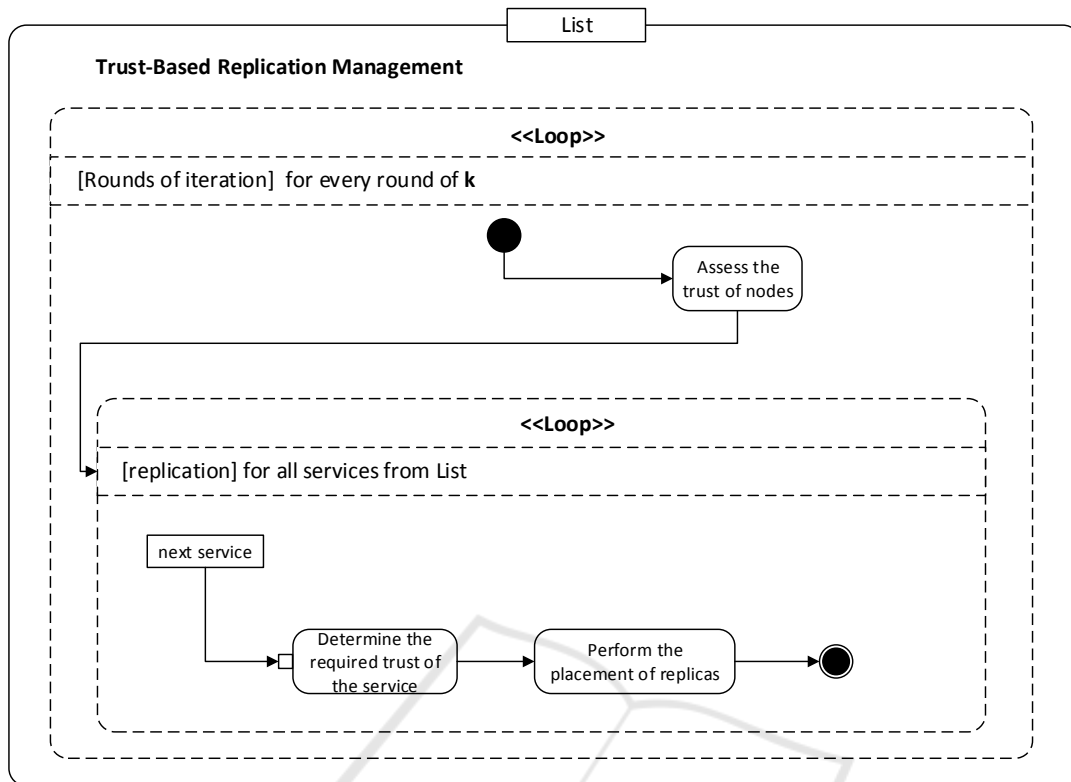 List
Trust-Based Replication Management
<<Loop>>
[Rounds of iteration]  for every round of k
Assess the
trust of nodes
<<Loop>>
[replication] for all services from List
next service
Determine the
required trust of
the service
Perform the
placement of replicas